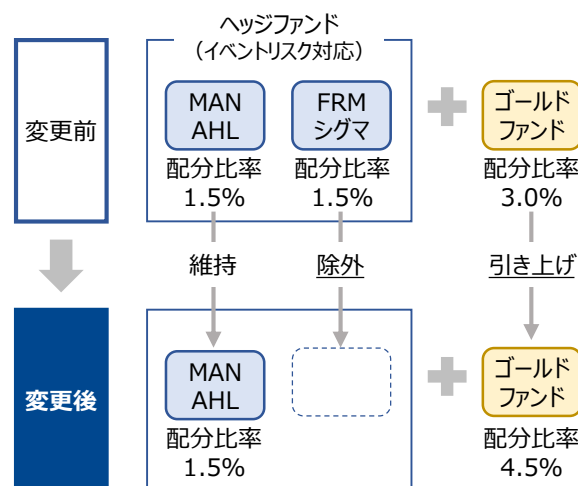 ヘッジファンド
（イベントリスク対応）
変更前
MAN
AHL
FRM
シグマ
ゴールド
ファンド
配分比率
1.5%
配分比率
1.5%
配分比率
3.0%
維持
除外
引き上げ
変更後
MAN
AHL
ゴールド
ファンド
配分比率
1.5%
配分比率
4.5%